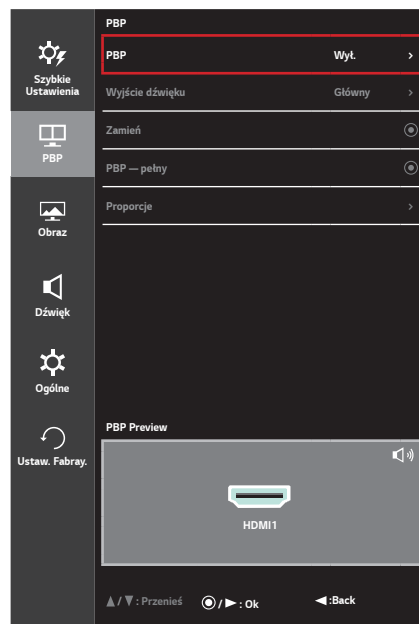 Szybkie
Ustawienia
PBP
Obraz
Dźwięk
Ogólne
Ustaw. Fabray.
PBP
PBP Wył. >
Wyjście dźwięku Główny >
Zamień
PBP — pełny
Proporcje >
PBP Preview
HDMI1
▲ / ▼ : Przenieś ◉ / ► : Ok ◄ :Back